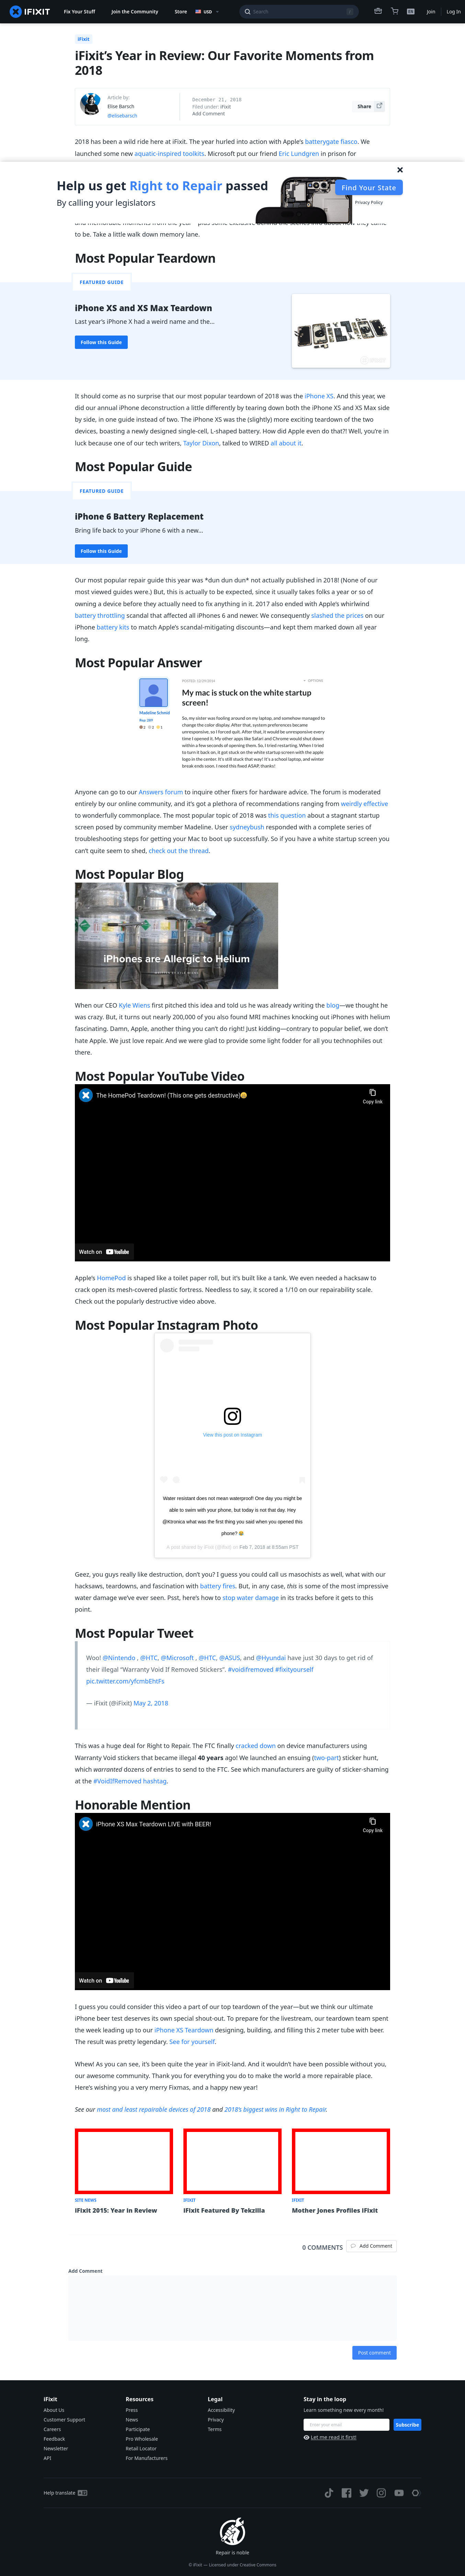 IFIXIT
Fix Your Stuff
Join the Community
Store
USD
Search
/
EN
Join
Log In
iFixit
iFixit’s Year in Review: Our Favorite Moments from
2018
Article by:
Elise Barsch
@elisebarsch
December 21, 2018
Filed under: iFixit
Add Comment
Share
2018 has been a wild ride here at iFixit. The year hurled into action with Apple’s batterygate fiasco. We
launched some new aquatic-inspired toolkits. Microsoft put our friend Eric Lundgren in prison for
Help us get Right to Repair passed
By calling your legislators
Find Your State
Privacy Policy
and memorable moments from the year—plus some exclusive behind the scenes into about how they came
to be. Take a little walk down memory lane.
Most Popular Teardown
FEATURED GUIDE
iPhone XS and XS Max Teardown
Last year's iPhone X had a weird name and the...
Follow this Guide
It should come as no surprise that our most popular teardown of 2018 was the iPhone XS. And this year, we
did our annual iPhone deconstruction a little differently by tearing down both the iPhone XS and XS Max side
by side, in one guide instead of two. The iPhone XS was the (slightly) more exciting teardown of the two
devices, boasting a newly designed single-cell, L-shaped battery. How did Apple even do that?! Well, you’re in
luck because one of our tech writers, Taylor Dixon, talked to WIRED all about it.
Most Popular Guide
FEATURED GUIDE
iPhone 6 Battery Replacement
Bring life back to your iPhone 6 with a new...
Follow this Guide
Our most popular repair guide this year was *dun dun dun* not actually published in 2018! (None of our
most viewed guides were.) But, this is actually to be expected, since it usually takes folks a year or so of
owning a device before they actually need to fix anything in it. 2017 also ended with Apple’s whirlwind
battery throttling scandal that affected all iPhones 6 and newer. We consequently slashed the prices on our
iPhone battery kits to match Apple’s scandal-mitigating discounts—and kept them marked down all year
long.
Most Popular Answer
OPTIONS
Madeline Schmid
Rep: 289
2 2 1
My mac is stuck on the white startup
screen!
So, my sister was fooling around on my laptop, and somehow managed to
change the color display. After that, system preferences became
unresponsive, so I forced quit. After that, it would be unresponsive every
time I opened it. My other apps like Safari and Chrome would shut down
within a few seconds of opening them. So, I tried restarting. When I tried
to turn it back on, it got stuck on the white startup screen. It's a white
screen with the apple logo, and it won't boot up. It's my old laptop, and
winter break ends soon. I need this fixed ASAP, thanks!
Anyone can go to our Answers forum to inquire other fixers for hardware advice. The forum is moderated
entirely by our online community, and it’s got a plethora of recommendations ranging from weirdly effective
to wonderfully commonplace. The most popular topic of 2018 was this question about a stagnant startup
screen posed by community member Madeline. User sydneybush responded with a complete series of
troubleshooting steps for getting your Mac to boot up successfully. So if you have a white startup screen you
can’t quite seem to shed, check out the thread.
Most Popular Blog
iPhones are Allergic to Helium
When our CEO Kyle Wiens first pitched this idea and told us he was already writing the blog—we thought he
was crazy. But, it turns out nearly 200,000 of you also found MRI machines knocking out iPhones with helium
fascinating. Damn, Apple, another thing you can’t do right! Just kidding—contrary to popular belief, we don’t
hate Apple. We just love repair. And we were glad to provide some light fodder for all you technophiles out
there.
Most Popular YouTube Video
The HomePod Teardown! (This one gets destructive)😄
Copy link
Watch on YouTube
Apple’s HomePod is shaped like a toilet paper roll, but it’s built like a tank. We even needed a hacksaw to
crack open its mesh-covered plastic fortress. Needless to say, it scored a 1/10 on our repairability scale.
Check out the popularly destructive video above.
Most Popular Instagram Photo
View this post on Instagram
Water resistant does not mean waterproof! One day you might be
able to swim with your phone, but today is not that day. Hey
@Ktronica what was the first thing you said when you opened this
phone? 😂
A post shared by iFixit (@ifixit) on Feb 7, 2018 at 8:55am PST
Geez, you guys really like destruction, don’t you? I guess you could call us masochists as well, what with our
hacksaws, teardowns, and fascination with battery fires. But, in any case, this is some of the most impressive
water damage we’ve ever seen. Psst, here’s how to stop water damage in its tracks before it gets to this
point.
Most Popular Tweet
Woo! @Nintendo , @HTC, @Microsoft , @HTC, @ASUS, and @Hyundai have just 30 days to get rid of
their illegal "Warranty Void If Removed Stickers". #voidifremoved #fixityourself
pic.twitter.com/yfcmbEhtFs
— iFixit (@iFixit) May 2, 2018
This was a huge deal for Right to Repair. The FTC finally cracked down on device manufacturers using
Warranty Void stickers that became illegal 40 years ago! We launched an ensuing (two-part) sticker hunt,
which warranted dozens of entries to send to the FTC. See which manufacturers are guilty of sticker-shaming
at the #VoidIfRemoved hashtag.
Honorable Mention
iPhone XS Max Teardown LIVE with BEER!
Copy link
Watch on YouTube
I guess you could consider this video a part of our top teardown of the year—but we think our ultimate
iPhone beer test deserves its own special shout-out. To prepare for the livestream, our teardown team spent
the week leading up to our iPhone XS Teardown designing, building, and filling this 2 meter tube with beer.
The result was pretty legendary. See for yourself.
Whew! As you can see, it’s been quite the year in iFixit-land. And it wouldn’t have been possible without you,
our awesome community. Thank you for everything you do to make the world a more repairable place.
Here’s wishing you a very merry Fixmas, and a happy new year!
See our most and least repairable devices of 2018 and 2018’s biggest wins in Right to Repair.
SITE NEWS
iFixit 2015: Year in Review
IFIXIT
iFixit Featured By Tekzilla
IFIXIT
Mother Jones Profiles iFixit
0 COMMENTS
Add Comment
Add Comment
Post comment
iFixit
About Us
Customer Support
Careers
Feedback
Newsletter
API
Resources
Press
News
Participate
Pro Wholesale
Retail Locator
For Manufacturers
Legal
Accessibility
Privacy
Terms
Stay in the loop
Learn something new every month!
Enter your email
Subscribe
Let me read it first!
Help translate
Repair is noble
© iFixit — Licensed under Creative Commons